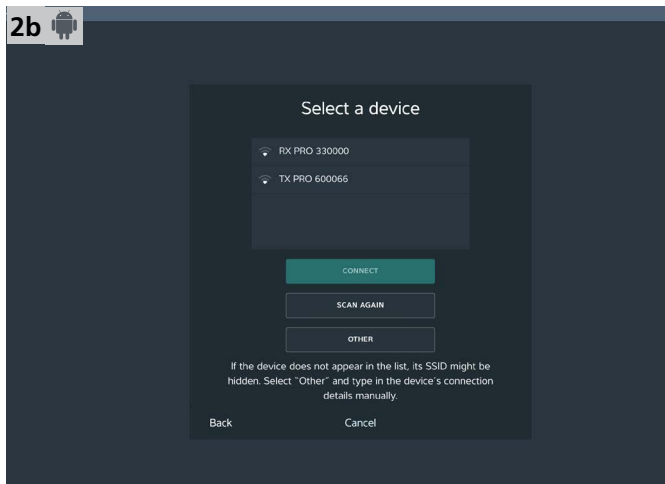 2b
Select a device
RX PRO 330000
TX PRO 600066
CONNECT
SCAN AGAIN
OTHER
If the device does not appear in the list, its SSID might be
hidden. Select "Other" and type in the device's connection
details manually.
Back Cancel